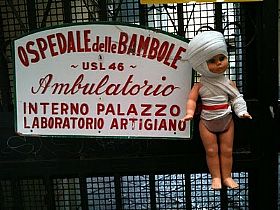 OSPEDALE delle BAMBOLE
~ USL 46 ~
Ambulatorio
INTERNO PALAZZO
LABORATORIO ARTIGIANO